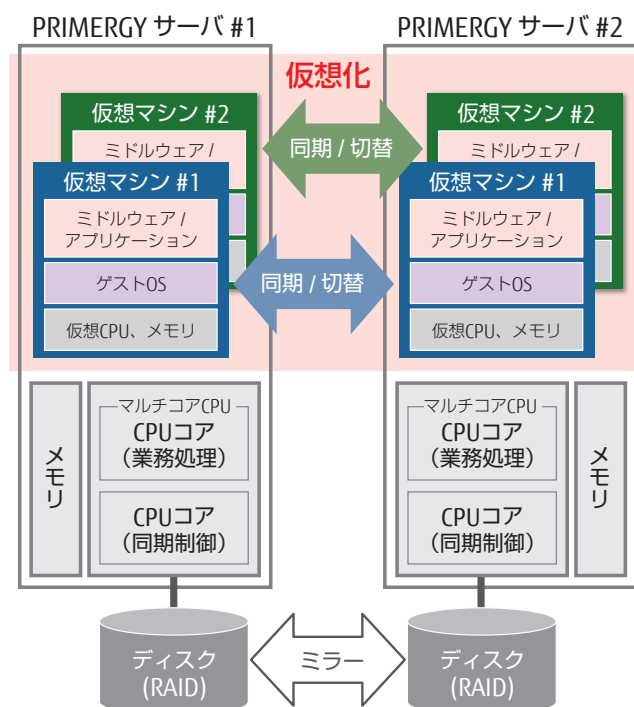 PRIMERGY サーバ #1
PRIMERGY サーバ #2
仮想化
仮想マシン #2
ミドルウェア /
仮想マシン #1
ミドルウェア /
アプリケーション
ゲストOS
仮想CPU、メモリ
同期 / 切替
同期 / 切替
仮想マシン #2
ミドルウェア /
仮想マシン #1
ミドルウェア /
アプリケーション
ゲストOS
仮想CPU、メモリ
メモリ
マルチコアCPU
CPUコア
（業務処理）
CPUコア
（同期制御）
マルチコアCPU
CPUコア
（業務処理）
CPUコア
（同期制御）
メモリ
ディスク
(RAID)
ミラー
ディスク
(RAID)